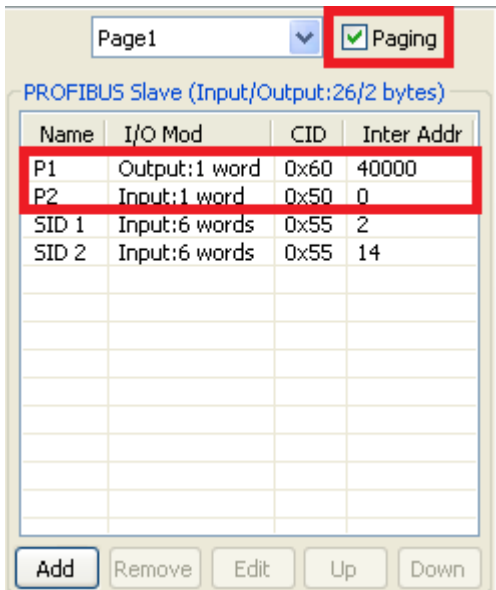 Page1 Paging
PROFIBUS Slave (Input/Output:26/2 bytes)
Name I/O Mod CID Inter Addr
P1 Output:1 word 0x60 40000
P2 Input:1 word 0x50 0
SID 1 Input:6 words 0x55 2
SID 2 Input:6 words 0x55 14
Add Remove Edit Up Down